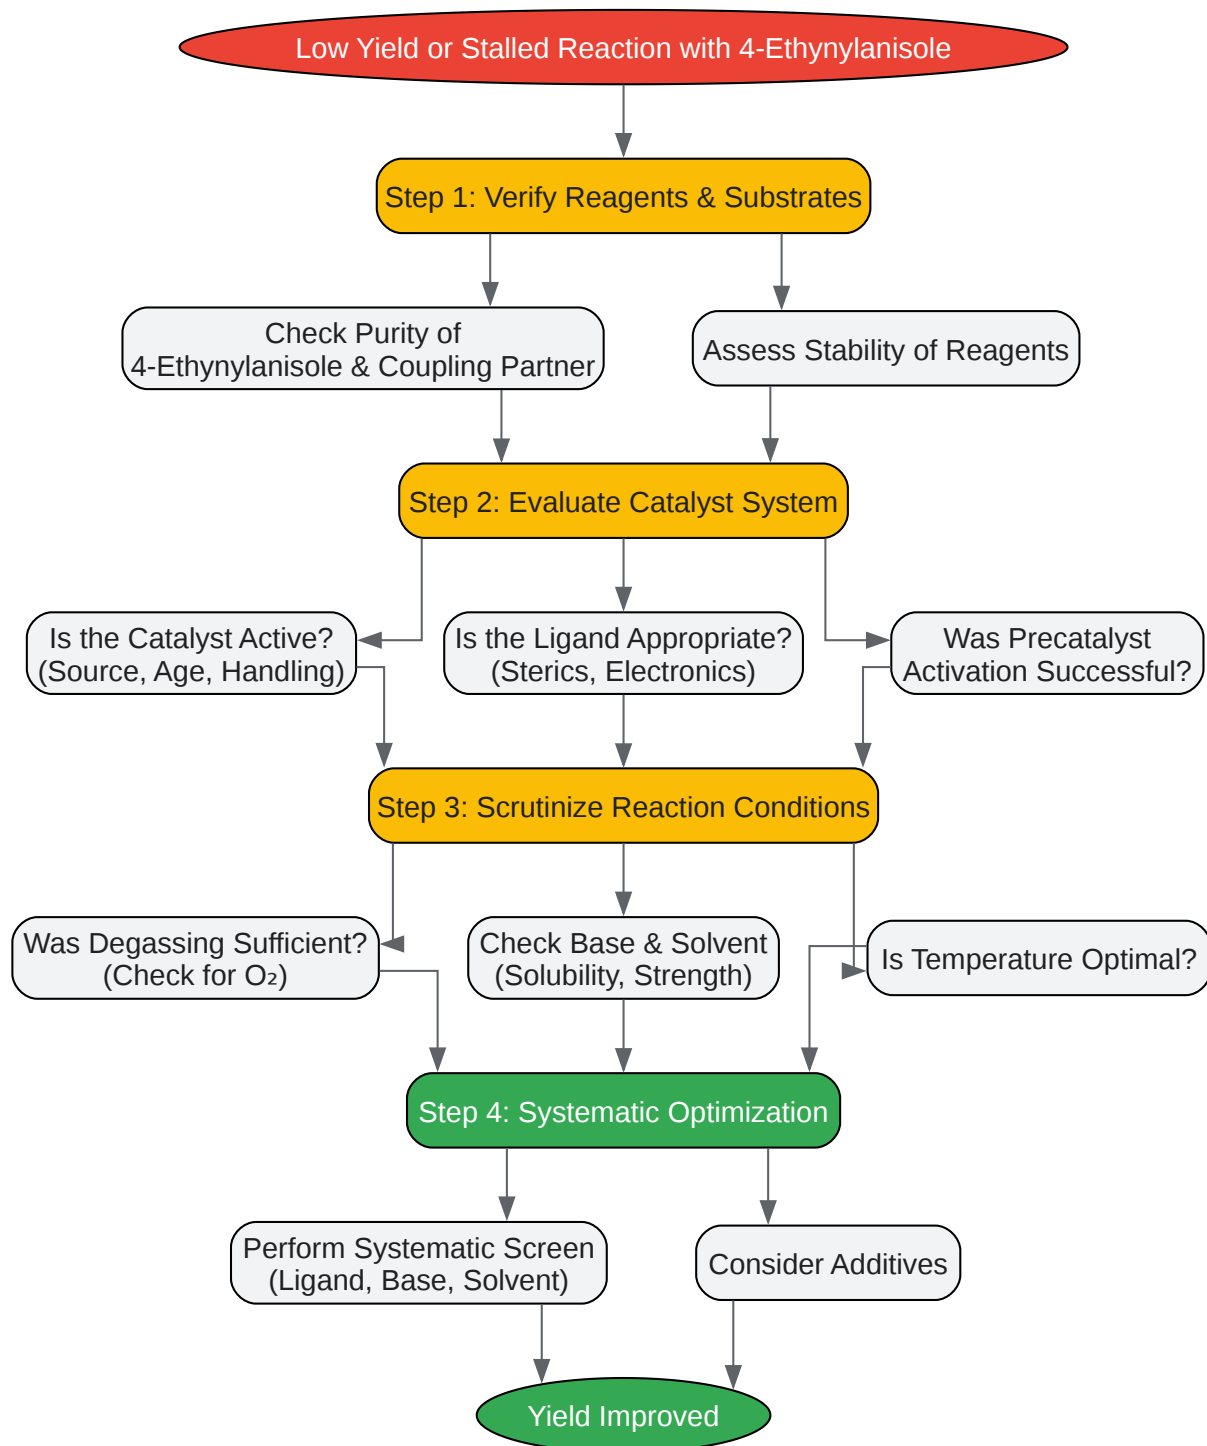 Low Yield or Stalled Reaction with 4-Ethynylanisole
Step 1: Verify Reagents & Substrates
Check Purity of
4-Ethynylanisole & Coupling Partner
Assess Stability of Reagents
Step 2: Evaluate Catalyst System
Is the Catalyst Active?
(Source, Age, Handling)
Is the Ligand Appropriate?
(Sterics, Electronics)
Was Precatalyst
Activation Successful?
Step 3: Scrutinize Reaction Conditions
Was Degassing Sufficient?
(Check for O₂)
Check Base & Solvent
(Solubility, Strength)
Is Temperature Optimal?
Step 4: Systematic Optimization
Perform Systematic Screen
(Ligand, Base, Solvent)
Consider Additives
Yield Improved